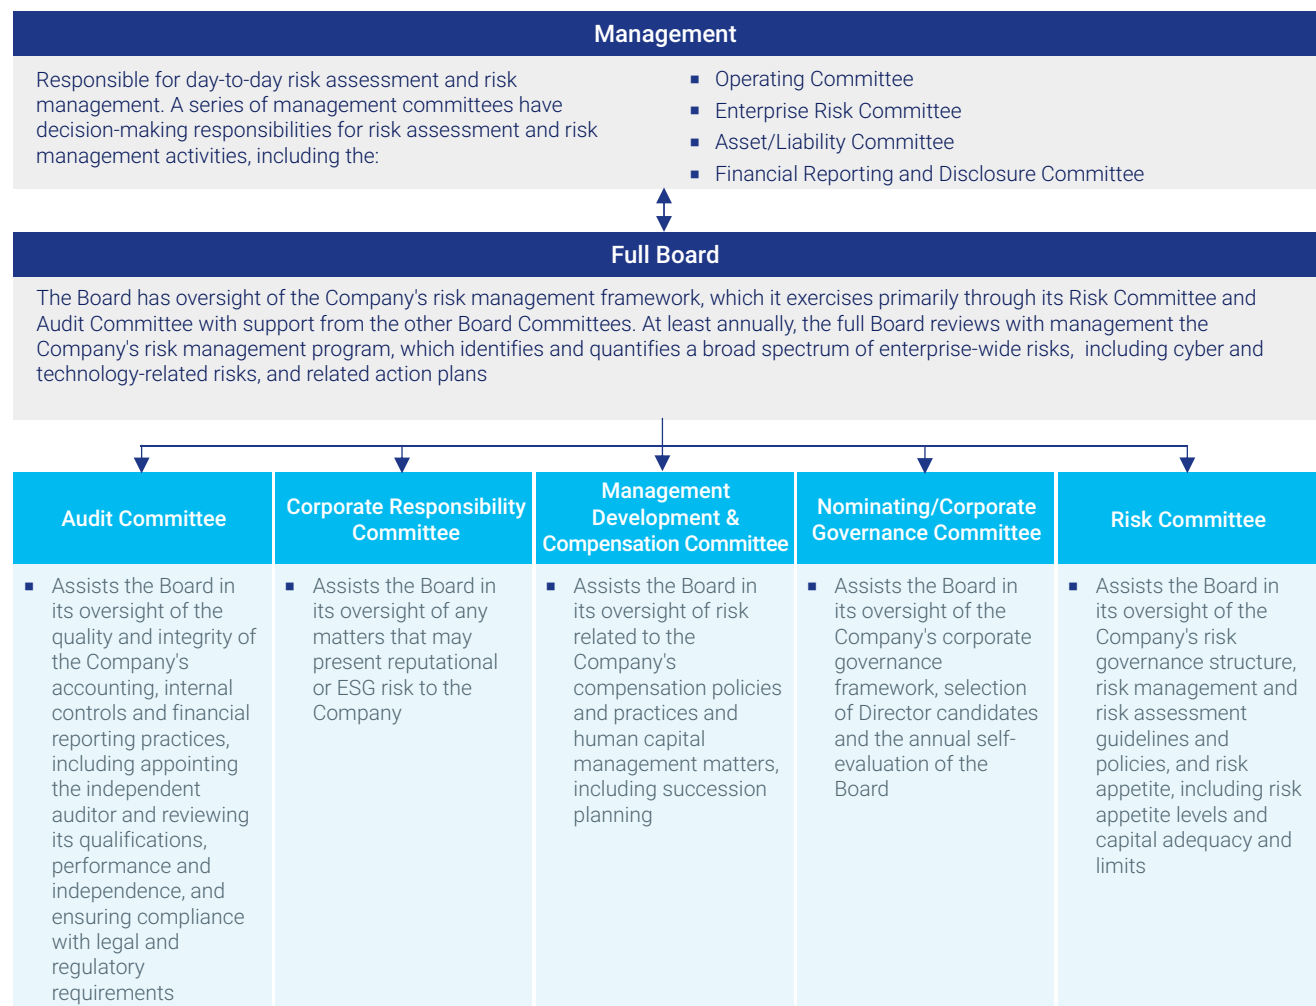 Management
Responsible for day-to-day risk assessment and risk
management. A series of management committees have
decision-making responsibilities for risk assessment and risk
management activities, including the:
▪ Operating Committee
▪ Enterprise Risk Committee
▪ Asset/Liability Committee
▪ Financial Reporting and Disclosure Committee
Full Board
The Board has oversight of the Company's risk management framework, which it exercises primarily through its Risk Committee and
Audit Committee with support from the other Board Committees. At least annually, the full Board reviews with management the
Company's risk management program, which identifies and quantifies a broad spectrum of enterprise-wide risks, including cyber and
technology-related risks, and related action plans
Audit Committee
▪ Assists the Board in
its oversight of the
quality and integrity of
the Company's
accounting, internal
controls and financial
reporting practices,
including appointing
the independent
auditor and reviewing
its qualifications,
performance and
independence, and
ensuring compliance
with legal and
regulatory
requirements
Corporate Responsibility
Committee
▪ Assists the Board in
its oversight of any
matters that may
present reputational
or ESG risk to the
Company
Management
Development &
Compensation Committee
▪ Assists the Board in
its oversight of risk
related to the
Company's
compensation policies
and practices and
human capital
management matters,
including succession
planning
Nominating/Corporate
Governance Committee
▪ Assists the Board in
its oversight of the
Company's corporate
governance
framework, selection
of Director candidates
and the annual self-
evaluation of the
Board
Risk Committee
▪ Assists the Board in
its oversight of the
Company's risk
governance structure,
risk management and
risk assessment
guidelines and
policies, and risk
appetite, including risk
appetite levels and
capital adequacy and
limits